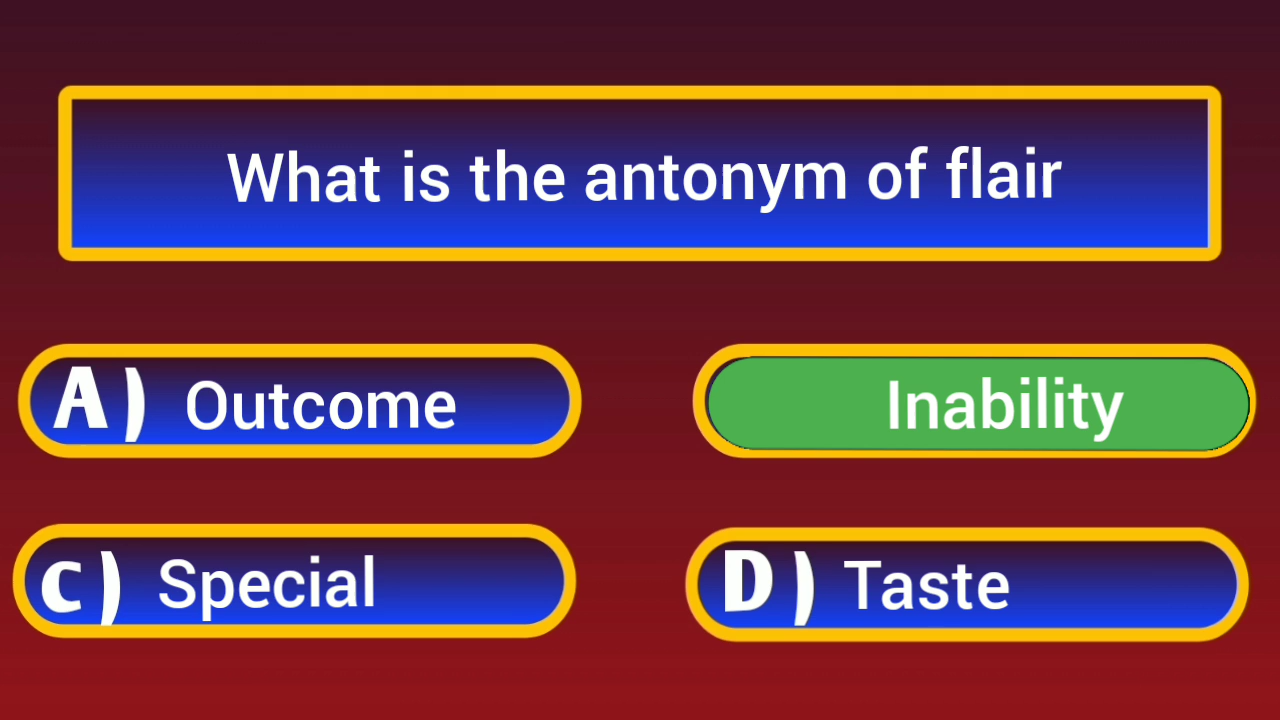 What is the antonym of flair
A) Outcome
Inability
C) Special
D) Taste